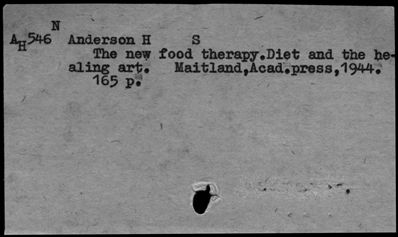 N
AH546 Anderson H S
The new food therapy.Diet and the he-
aling art. Maitland,Acad.press,1944.
165 p.